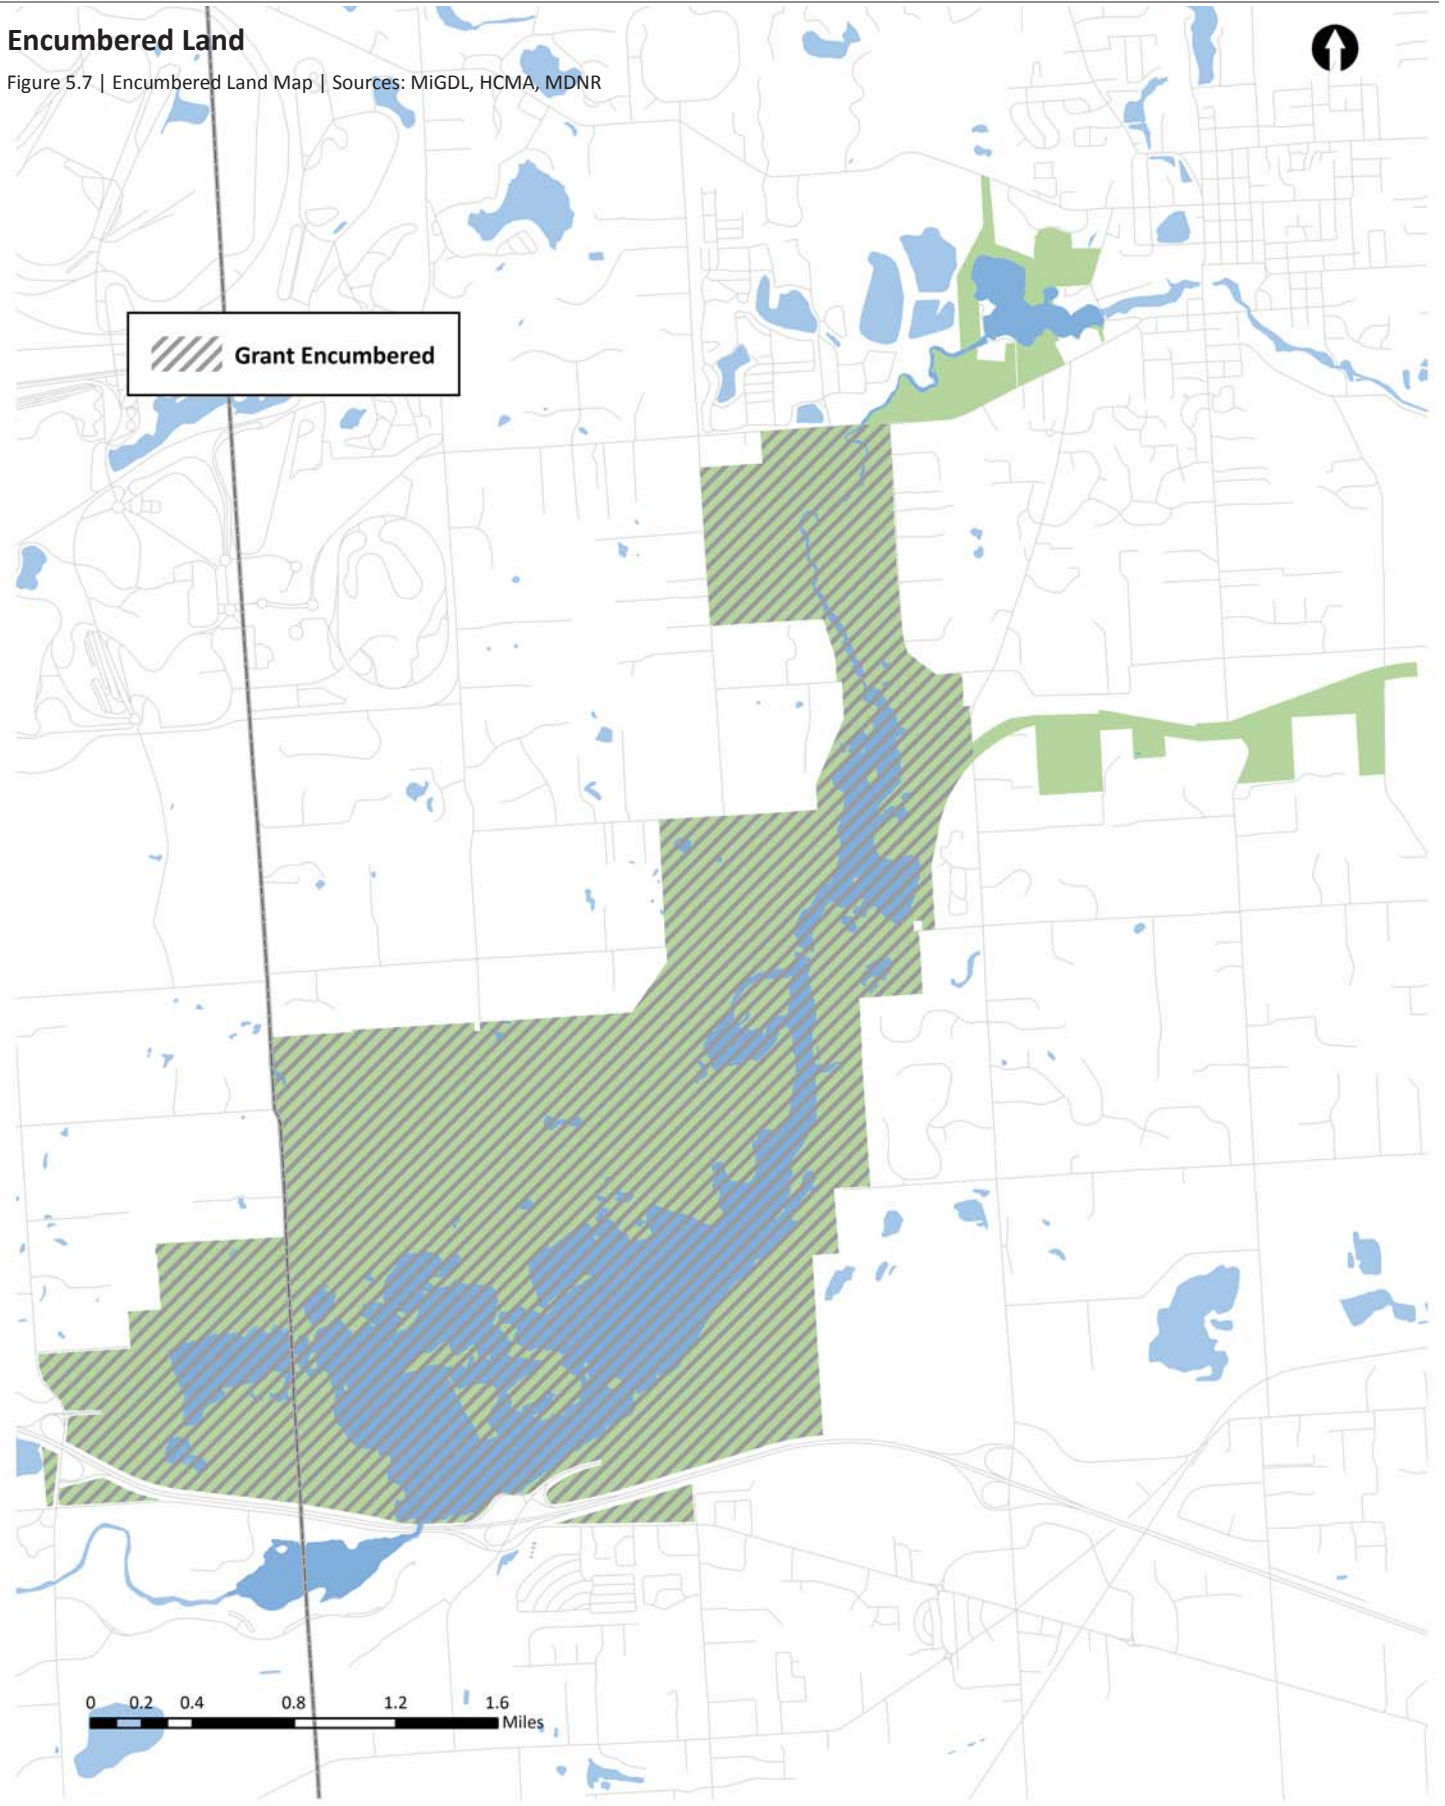 Encumbered Land
Figure 5.7 | Encumbered Land Map | Sources: MiGDL, HCMA, MDNR
Grant Encumbered
0 0.2 0.4 0.8 1.2 1.6
Miles